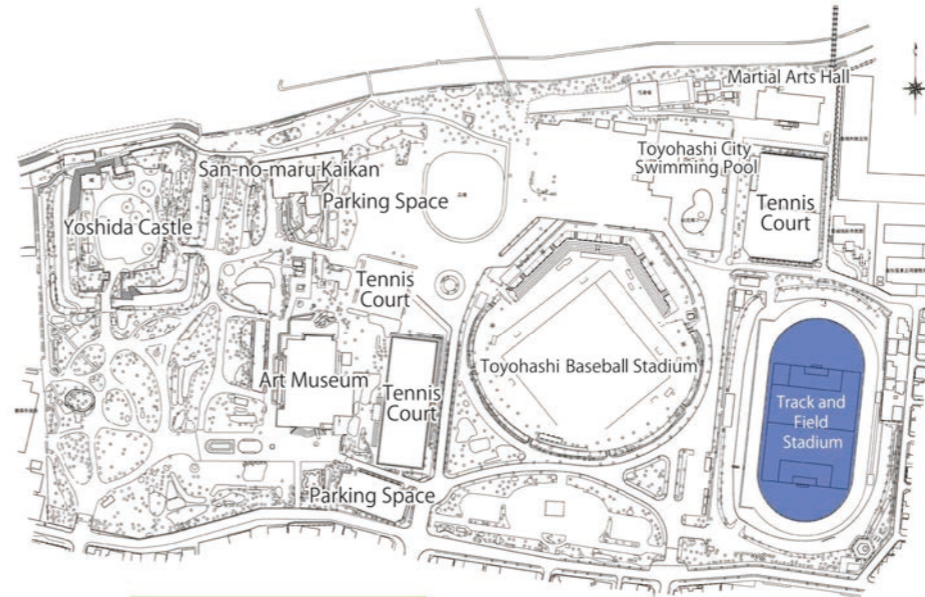 Martial Arts Hall
Toyohashi City
Swimming Pool
San-no-maru Kaikan
Parking Space
Tennis
Court
Yoshida Castle
Tennis
Court
Toyohashi Baseball Stadium
Art Museum
Tennis
Court
Track and
Field
Stadium
Parking Space